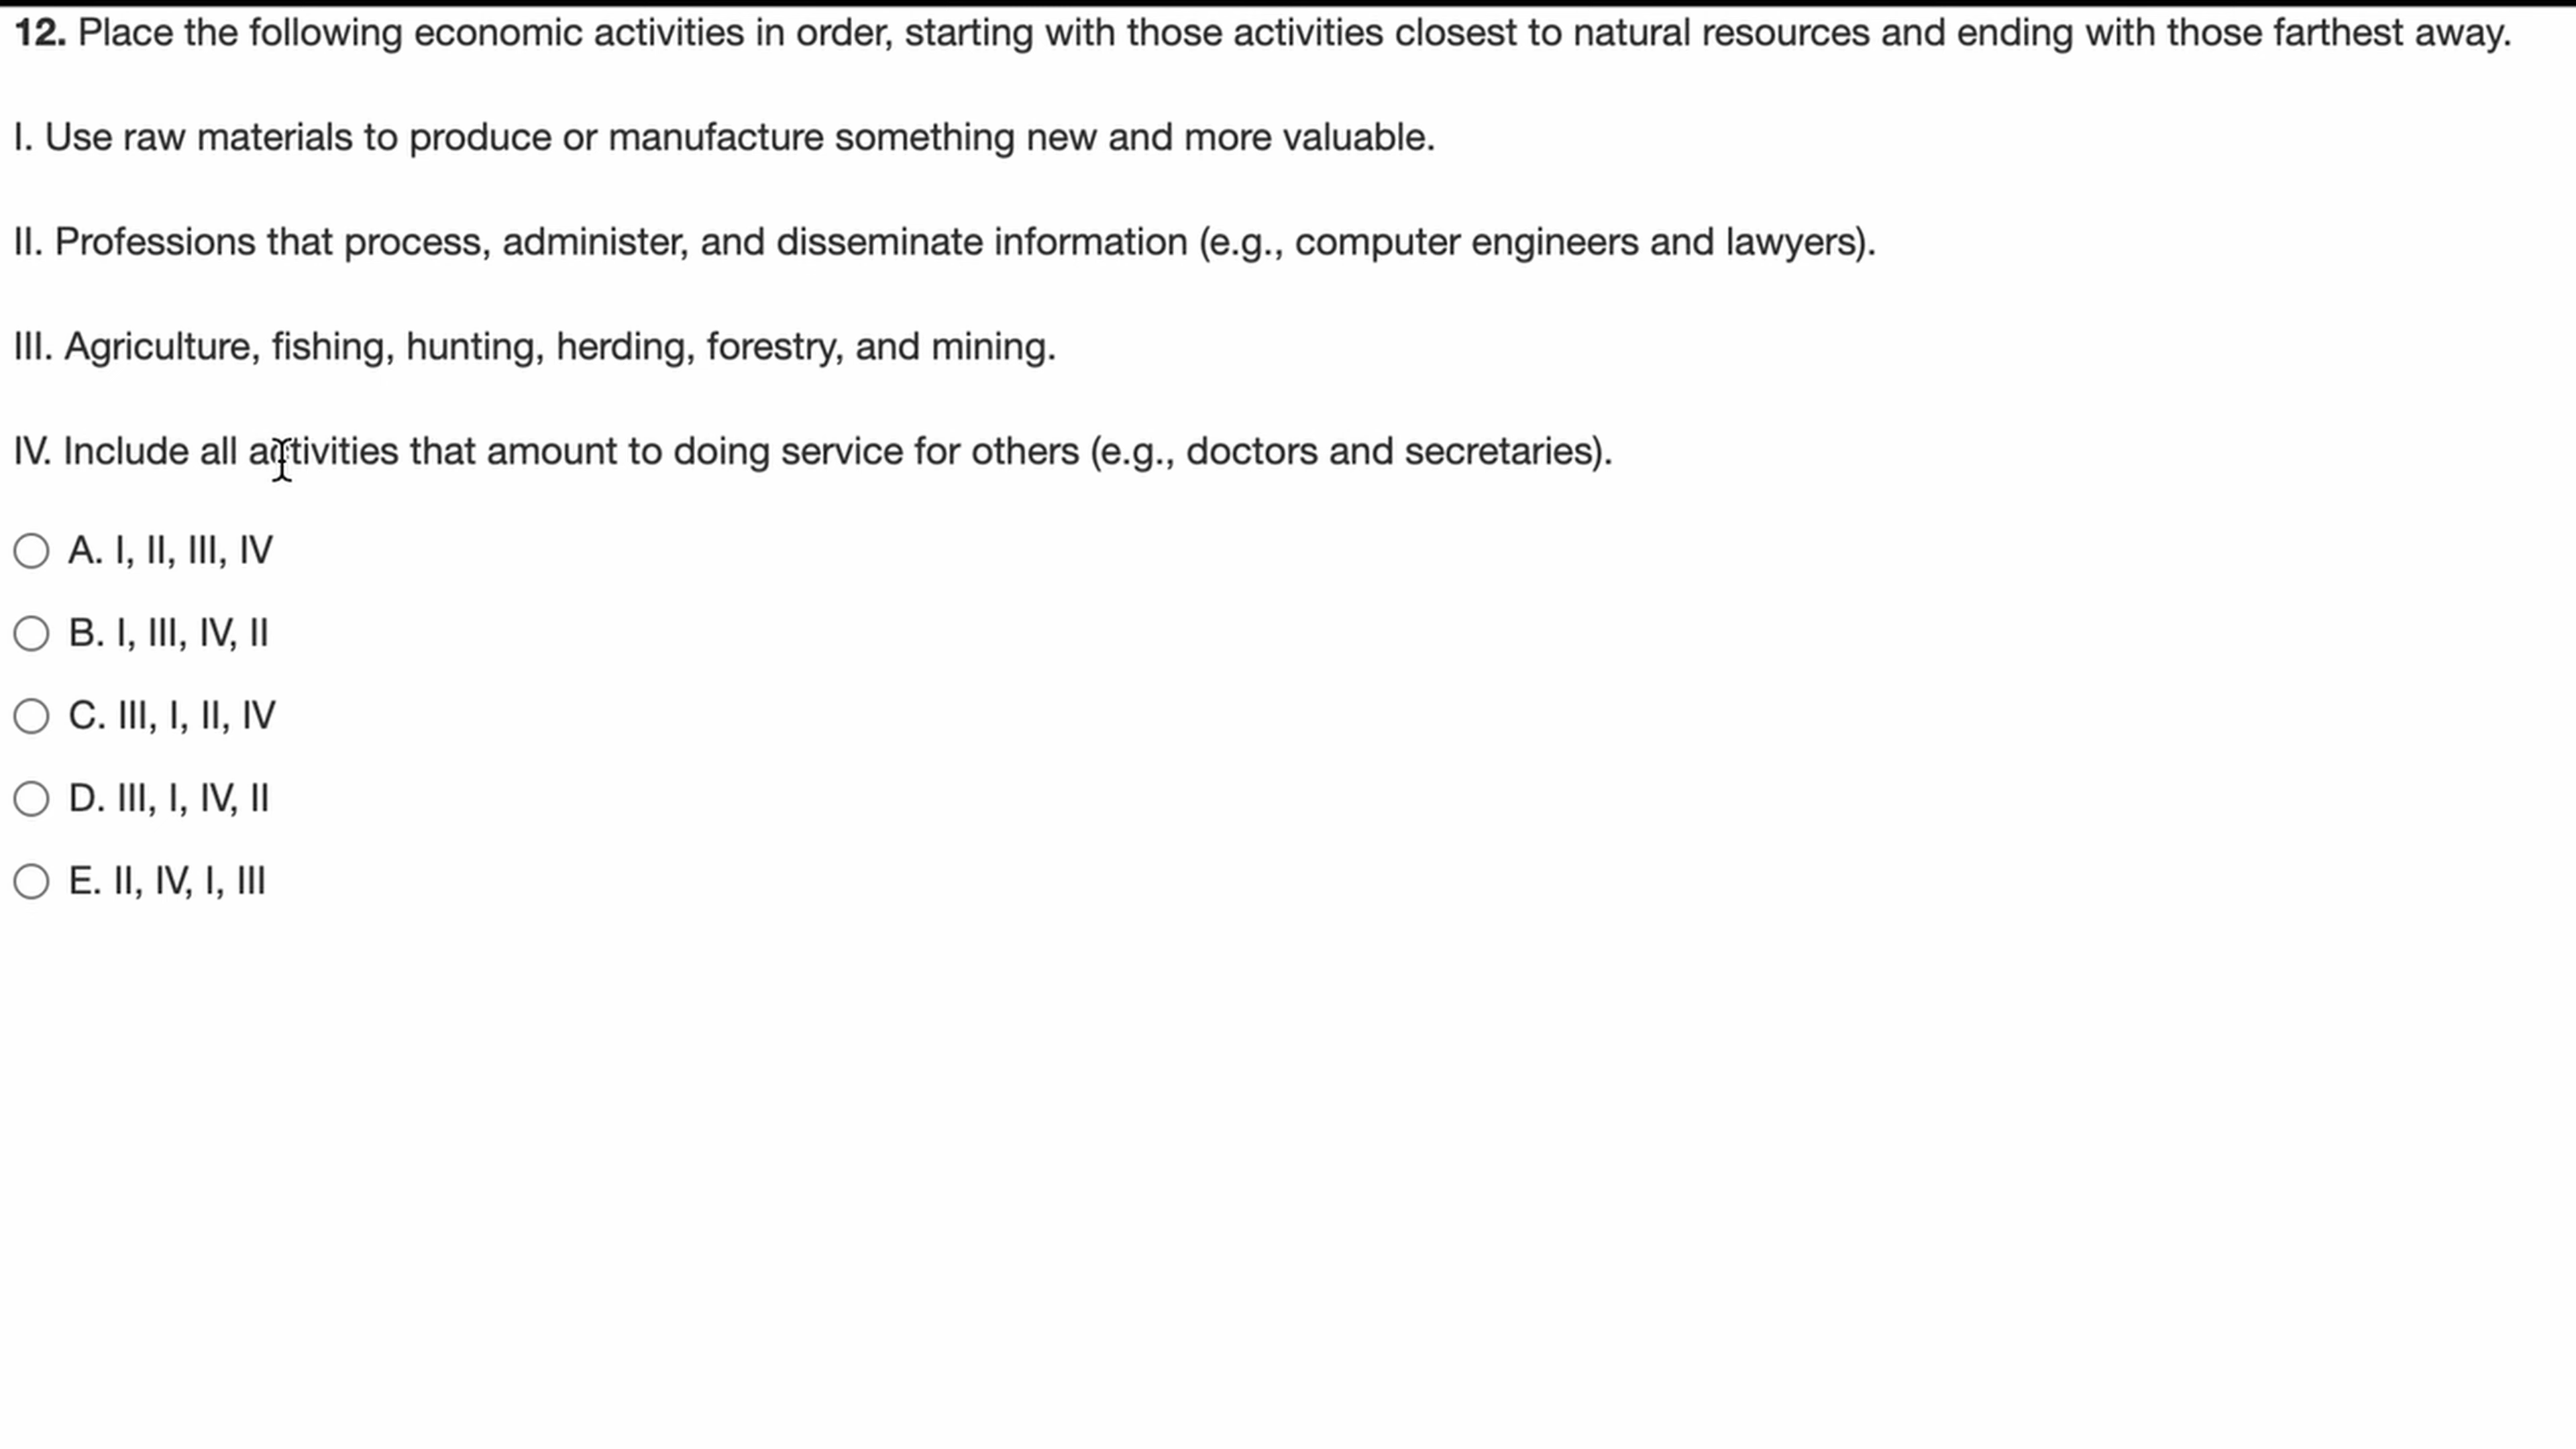 12. Place the following economic activities in order, starting with those activities closest to natural resources and ending with those farthest away.
I. Use raw materials to produce or manufacture something new and more valuable.
II. Professions that process, administer, and disseminate information (e.g., computer engineers and lawyers).
III. Agriculture, fishing, hunting, herding, forestry, and mining.
IV. Include all activities that amount to doing service for others (e.g., doctors and secretaries).
A. I, II, III, IV
B. I, III, IV, II
C. III, I, II, IV
D. III, I, IV, II
E. II, IV, I, III